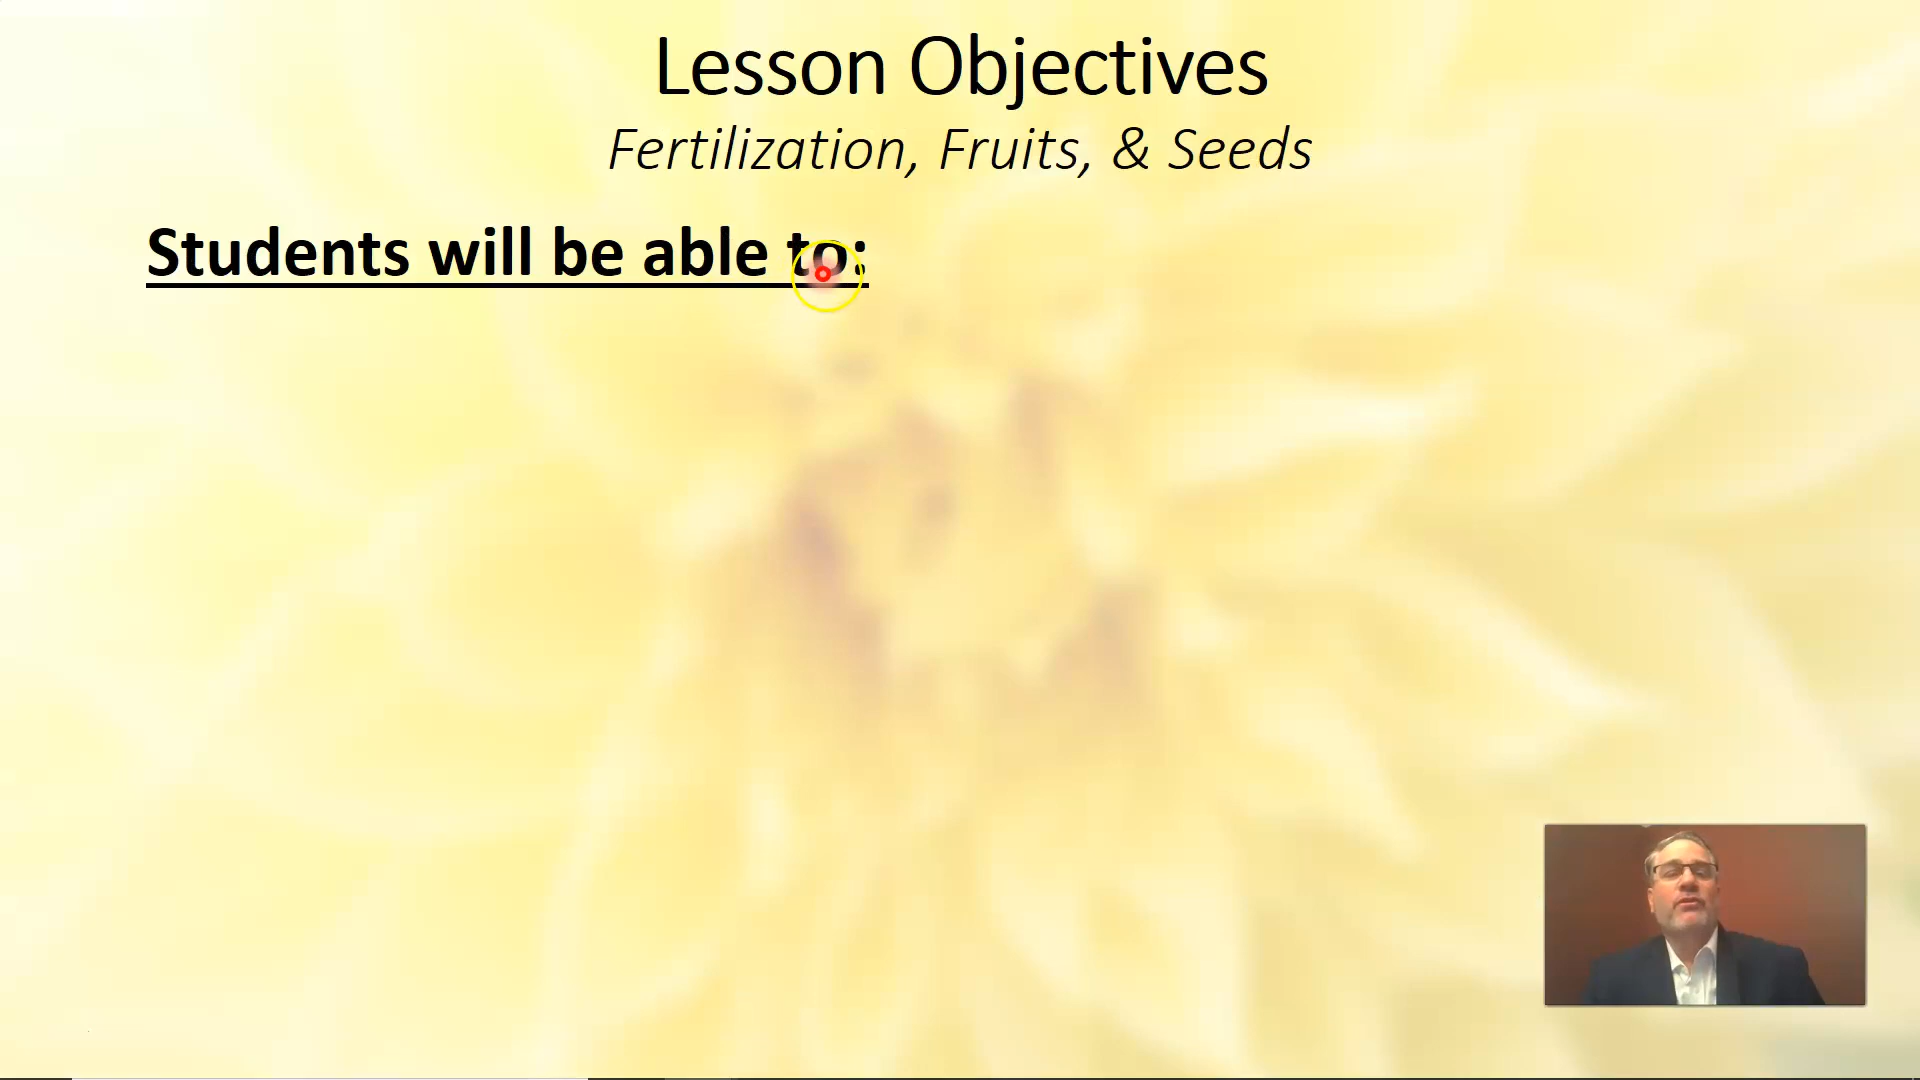 Lesson Objectives
Fertilization, Fruits, & Seeds
Students will be able to: